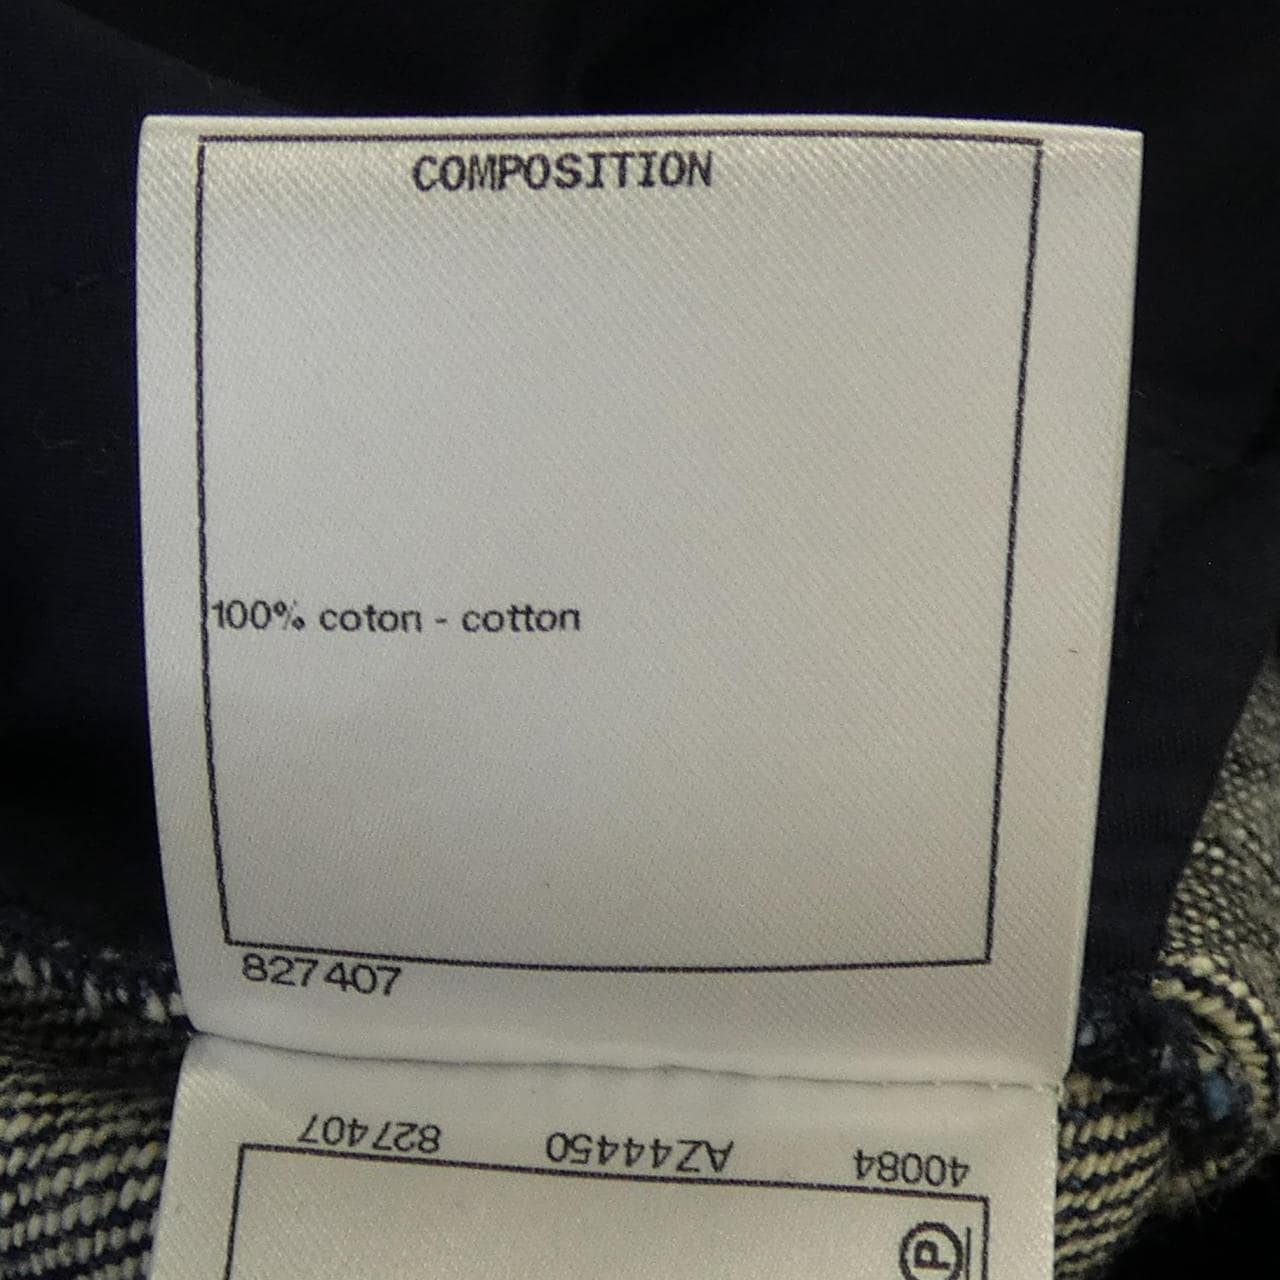 COMPOSITION
100% coton - cotton
827407
40084 AZ44450 827407
P